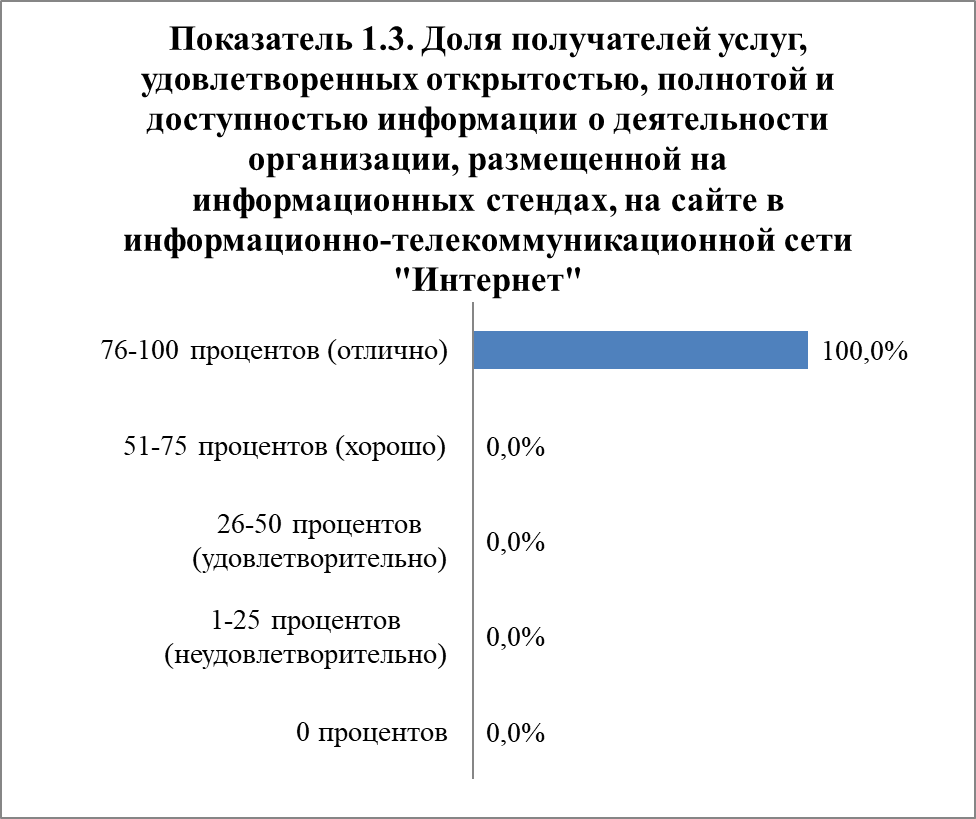 Показатель 1.3. Доля получателей услуг,
удовлетворенных открытостью, полнотой и
доступностью информации о деятельности
организации, размещенной на
информационных стендах, на сайте в
информационно-телекоммуникационной сети
"Интернет"
76-100 процентов (отлично) 100,0%
51-75 процентов (хорошо) 0,0%
26-50 процентов
(удовлетворительно) 0,0%
1-25 процентов
(неудовлетворительно) 0,0%
0 процентов 0,0%